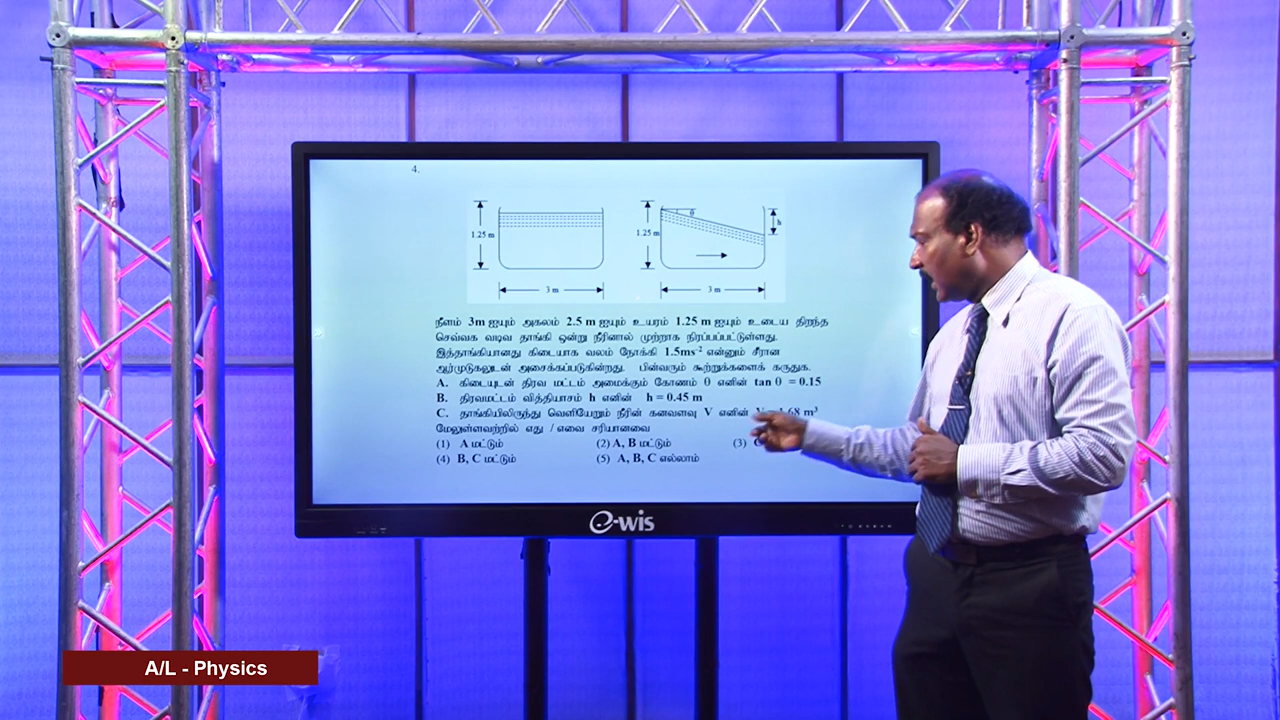 4.
1.25 m
3 m
θ
1.25 m
h
3 m
நீளம் 3m ஐயும் அகலம் 2.5 m ஐயும் உயரம் 1.25 m ஐயும் உடைய திறந்த
செவ்வக வடிவ தாங்கி ஒன்று நீரினால் முற்றாக நிரப்பப்பட்டுள்ளது.
இத்தாங்கியானது கிடையாக வலம் நோக்கி 1.5ms⁻² என்னும் சீரான
ஆர்முடுகலுடன் அசைக்கப்படுகின்றது. பின்வரும் கூற்றுக்களைக் கருதுக.
A. கிடையுடன் திரவ மட்டம் அமைக்கும் கோணம் θ எனின் tan θ = 0.15
B. திரவமட்டம் வித்தியாசம் h எனின் h = 0.45 m
C. தாங்கியிலிருந்து வெளியேறும் நீரின் கனவளவு V எனின் 1.68 m³
மேலுள்ளவற்றில் எது / எவை சரியானவை
(1) A மட்டும் (2) A, B மட்டும் (3)
(4) B, C மட்டும் (5) A, B, C எல்லாம்
e-wis
A/L - Physics